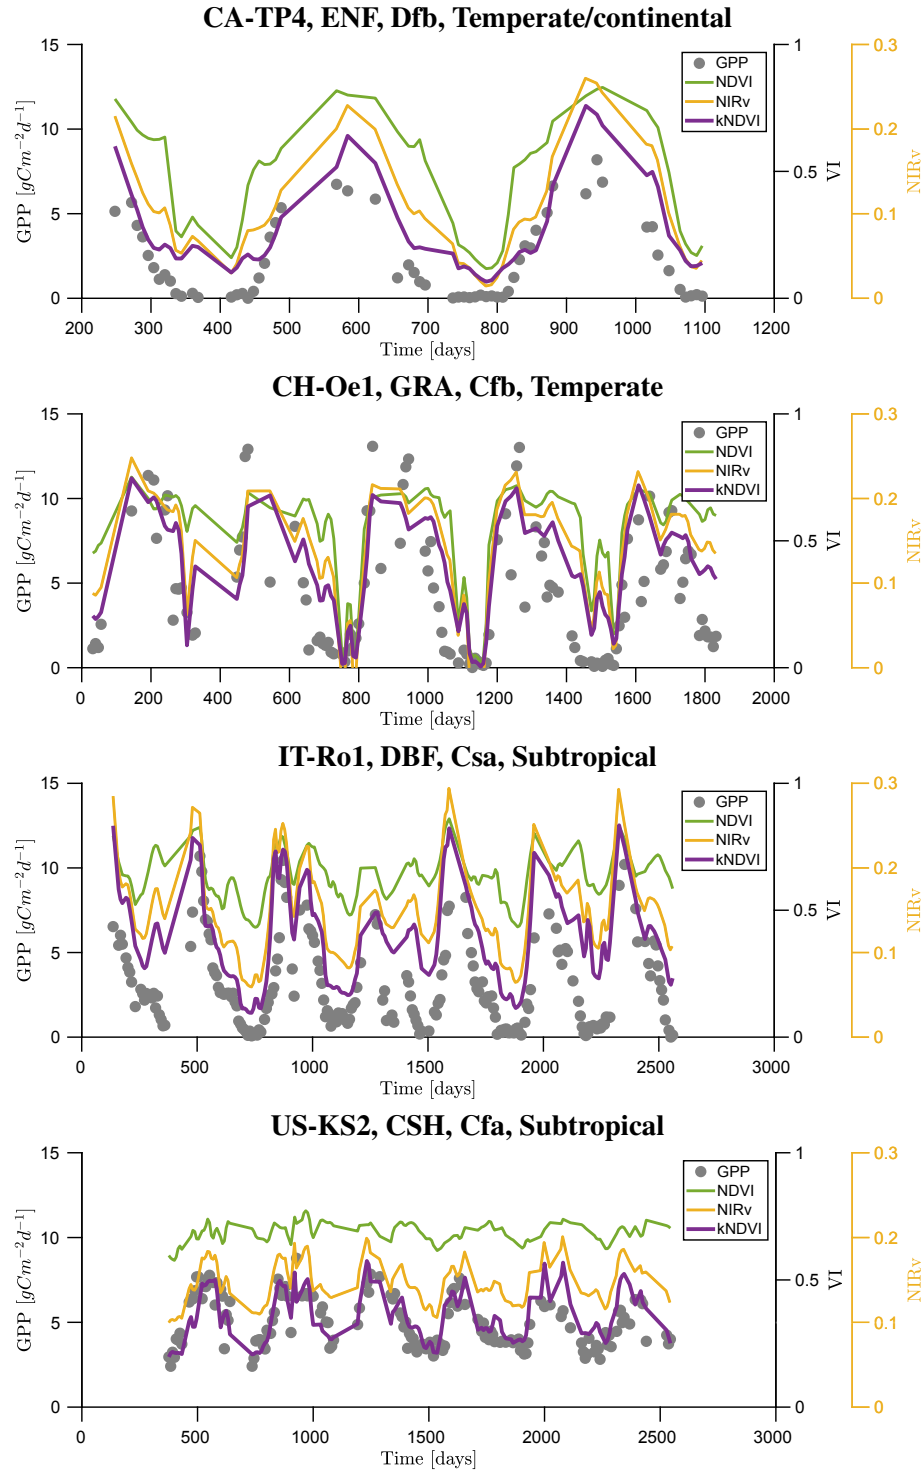 CA-TP4, ENF, Dfb, Temperate/continental
15
10
5
0
GPP [gCm⁻²d⁻¹]
200 300 400 500 600 700 800 900 1000 1100 1200
Time [days]
GPP
NDVI
NIRv
kNDVI
1
0.5
0
VI
0.3
0.2
0.1
0
NIRv
CH-Oe1, GRA, Cfb, Temperate
15
10
5
0
GPP [gCm⁻²d⁻¹]
0 200 400 600 800 1000 1200 1400 1600 1800 2000
Time [days]
GPP
NDVI
NIRv
kNDVI
1
0.5
0
VI
0.3
0.2
0.1
0
NIRv
IT-Ro1, DBF, Csa, Subtropical
15
10
5
0
GPP [gCm⁻²d⁻¹]
0 500 1000 1500 2000 2500 3000
Time [days]
GPP
NDVI
NIRv
kNDVI
1
0.5
0
VI
0.3
0.2
0.1
0
NIRv
US-KS2, CSH, Cfa, Subtropical
15
10
5
0
GPP [gCm⁻²d⁻¹]
0 500 1000 1500 2000 2500 3000
Time [days]
GPP
NDVI
NIRv
kNDVI
1
0.5
0
VI
0.3
0.2
0.1
0
NIRv